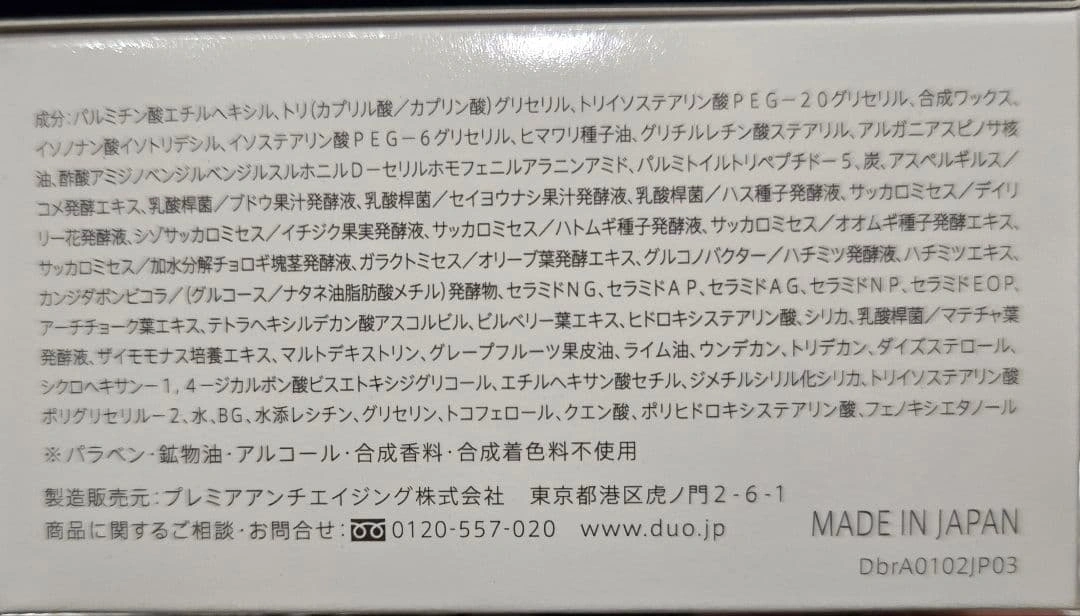 成分：パルミチン酸エチルヘキシル、トリ（カプリル酸／カプリン酸）グリセリル、トリイソステアリン酸ＰＥＧ－２０グリセリル、合成ワックス、
イソノナン酸イソトリデシル、イソステアリン酸ＰＥＧ－６グリセリル、ヒマワリ種子油、グリチルレチン酸ステアリル、アルガニアスピノサ核
油、酢酸アミジノベンジルベンジルスルホニルＤ－セリルホモフェニルアラニンアミド、パルミトイルトリペプチドー５、炭、アスペルギルス／
コメ発酵エキス、乳酸桿菌／ブドウ果汁発酵液、乳酸桿菌／セイヨウナシ果汁発酵液、乳酸桿菌／ハス種子発酵液、サッカロミセス／デイリ
リー花発酵液、シゾサッカロミセス／イチジク果実発酵液、サッカロミセス／ハトムギ種子発酵液、サッカロミセス／オオムギ種子発酵エキス、
サッカロミセス／加水分解チョロギ塊茎発酵液、ガラクトミセス／オリーブ葉発酵エキス、グルコノバクター／ハチミツ発酵液、ハチミツエキス、
カンジダボンビコラ／（グルコース／ナタネ油脂肪酸メチル）発酵物、セラミドＮＧ、セラミドＡＰ、セラミドＡＧ、セラミドＮＰ、セラミドＥＯＰ、
アーチチョーク葉エキス、テトラヘキシルデカン酸アスコルビル、ビルベリー葉エキス、ヒドロキシステアリン酸、シリカ、乳酸桿菌／マテチャ葉
発酵液、ザイモモナス培養エキス、マルトデキストリン、グレープフルーツ果皮油、ライム油、ウンデカン、トリデカン、ダイズステロール、
シクロヘキサン－１，４－ジカルボン酸ビスエトキシジグリコール、エチルヘキサン酸セチル、ジメチルシリル化シリカ、トリイソステアリン酸
ポリグリセリル－２、水、ＢＧ、水添レシチン、グリセリン、トコフェロール、クエン酸、ポリヒドロキシステアリン酸、フェノキシエタノール
※パラベン・鉱物油・アルコール・合成香料・合成着色料不使用
製造販売元：プレミアアンチエイジング株式会社　東京都港区虎ノ門2-6-1
商品に関するご相談・お問合せ：0120-557-020　www.duo.jp
MADE IN JAPAN
DbrA0102JP03